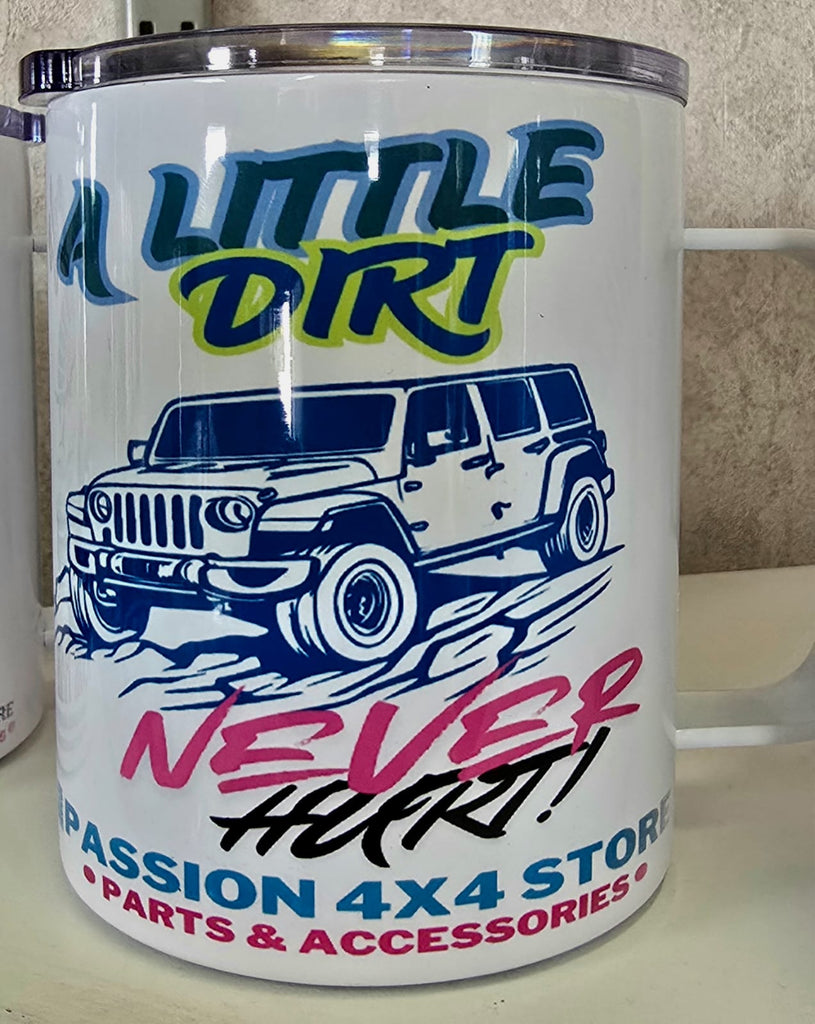 A LITTLE
DIRT
NEVER
HURT!
PASSION 4X4 STORE
• PARTS & ACCESSORIES •